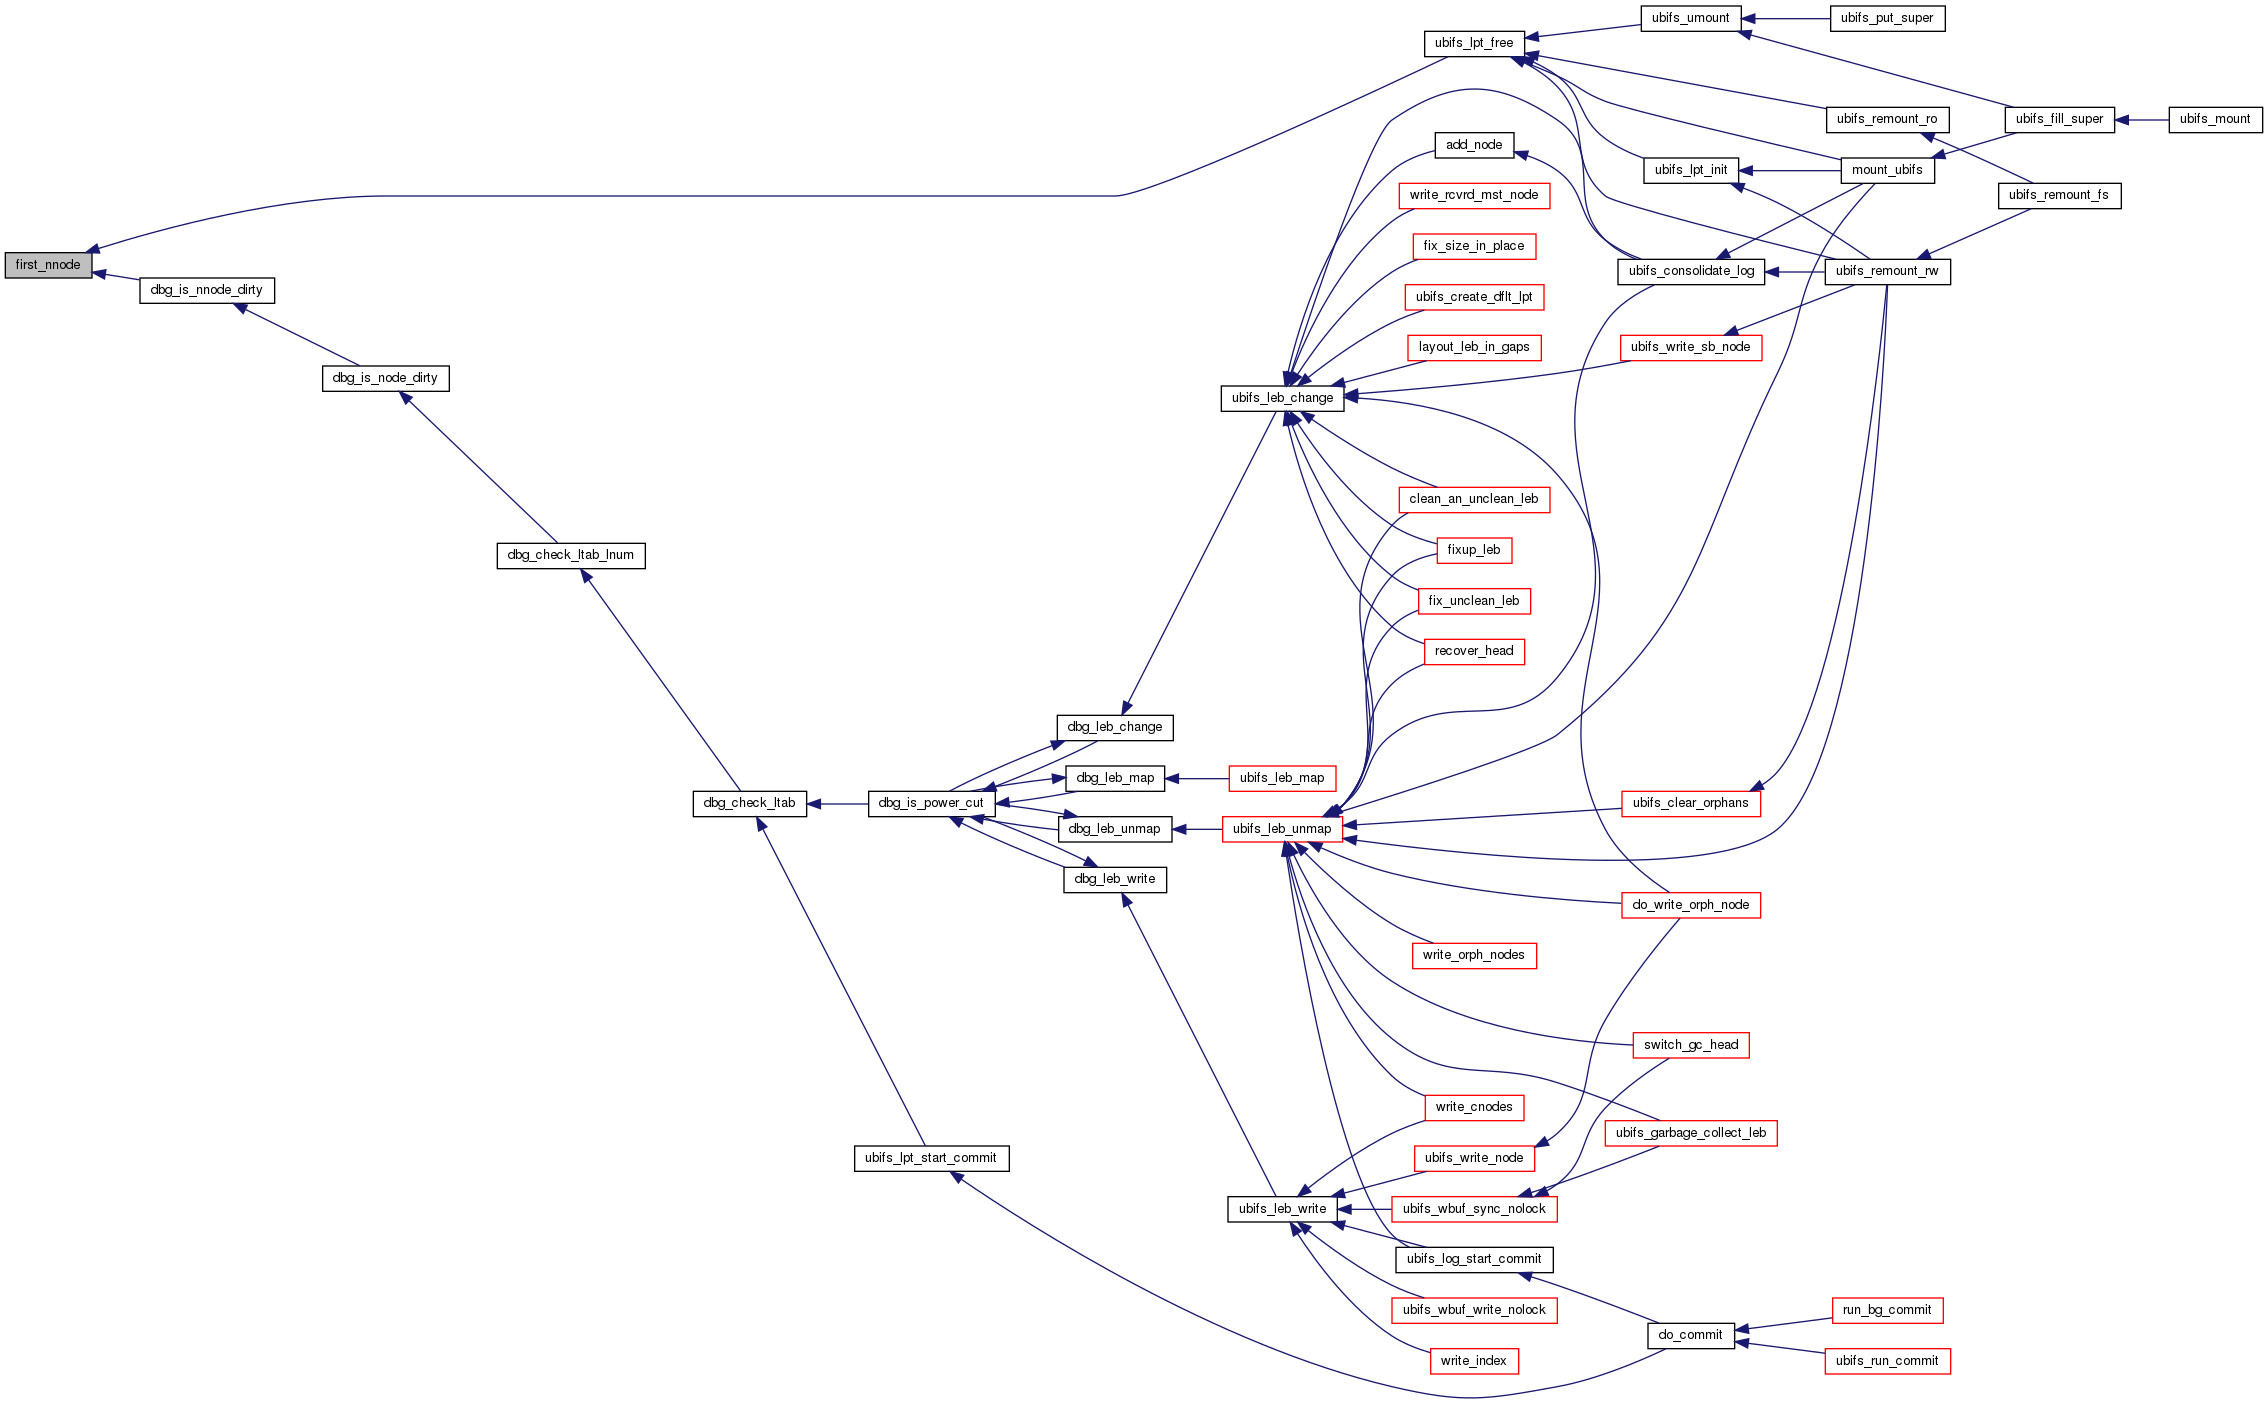 first_nnode
dbg_is_nnode_dirty
dbg_is_node_dirty
dbg_check_ltab_lnum
dbg_check_ltab
ubifs_lpt_start_commit
dbg_is_power_cut
dbg_leb_change
dbg_leb_map
dbg_leb_unmap
dbg_leb_write
ubifs_leb_change
ubifs_leb_map
ubifs_leb_unmap
ubifs_leb_write
ubifs_lpt_free
add_node
write_rcvrd_mst_node
fix_size_in_place
ubifs_create_dflt_lpt
layout_leb_in_gaps
clean_an_unclean_leb
fixup_leb
fix_unclean_leb
recover_head
write_orph_nodes
write_cnodes
ubifs_write_node
ubifs_wbuf_sync_nolock
ubifs_log_start_commit
ubifs_wbuf_write_nolock
write_index
ubifs_umount
ubifs_lpt_init
ubifs_consolidate_log
ubifs_write_sb_node
ubifs_clear_orphans
do_write_orph_node
switch_gc_head
ubifs_garbage_collect_leb
do_commit
ubifs_put_super
ubifs_remount_ro
mount_ubifs
ubifs_remount_rw
run_bg_commit
ubifs_run_commit
ubifs_fill_super
ubifs_remount_fs
ubifs_mount